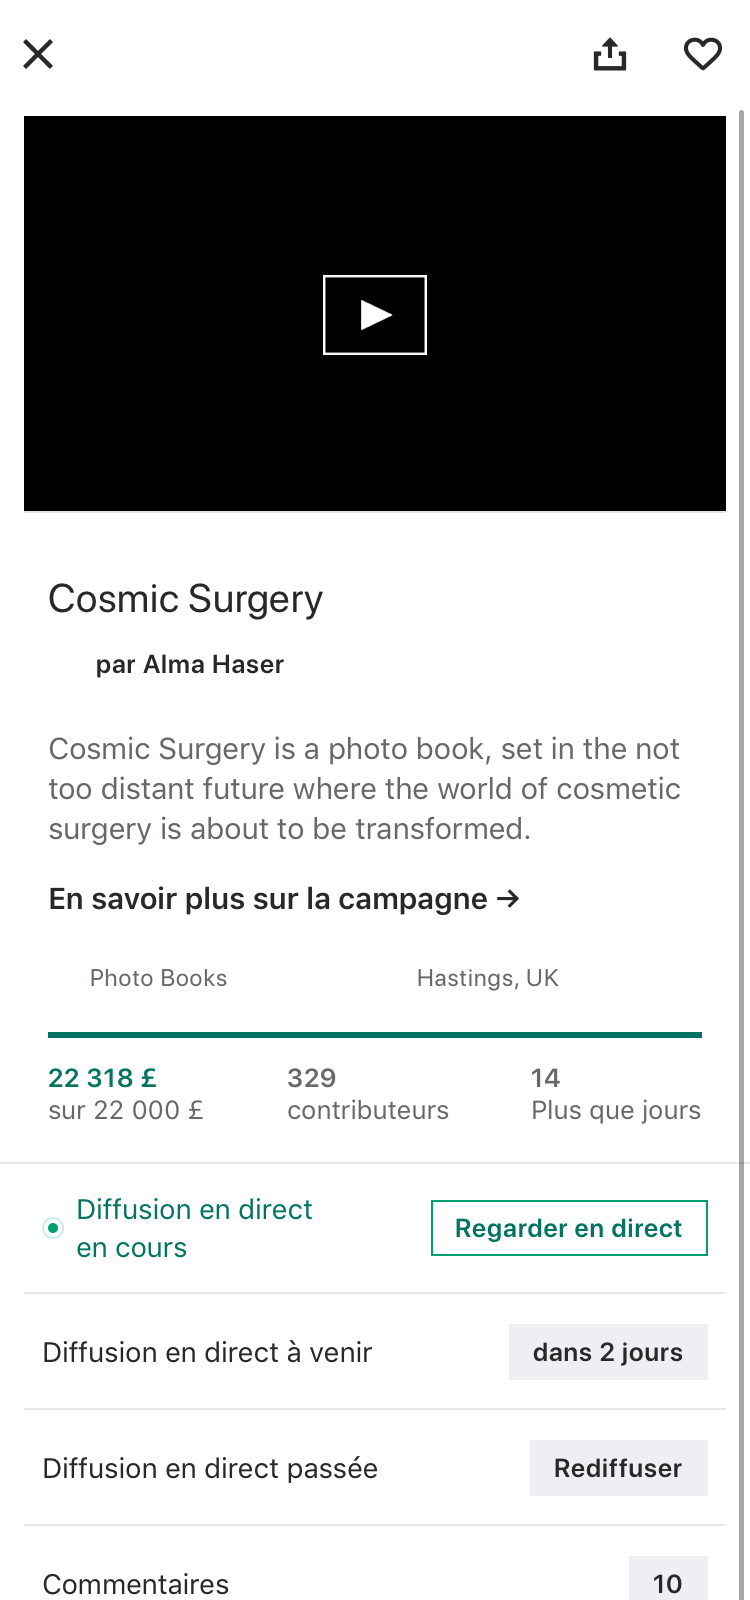 Cosmic Surgery
par Alma Haser
Cosmic Surgery is a photo book, set in the not
too distant future where the world of cosmetic
surgery is about to be transformed.
En savoir plus sur la campagne →
Photo Books
Hastings, UK
22 318 £
sur 22 000 £
329
contributeurs
14
Plus que jours
Diffusion en direct
en cours
Regarder en direct
Diffusion en direct à venir
dans 2 jours
Diffusion en direct passée
Rediffuser
Commentaires
10